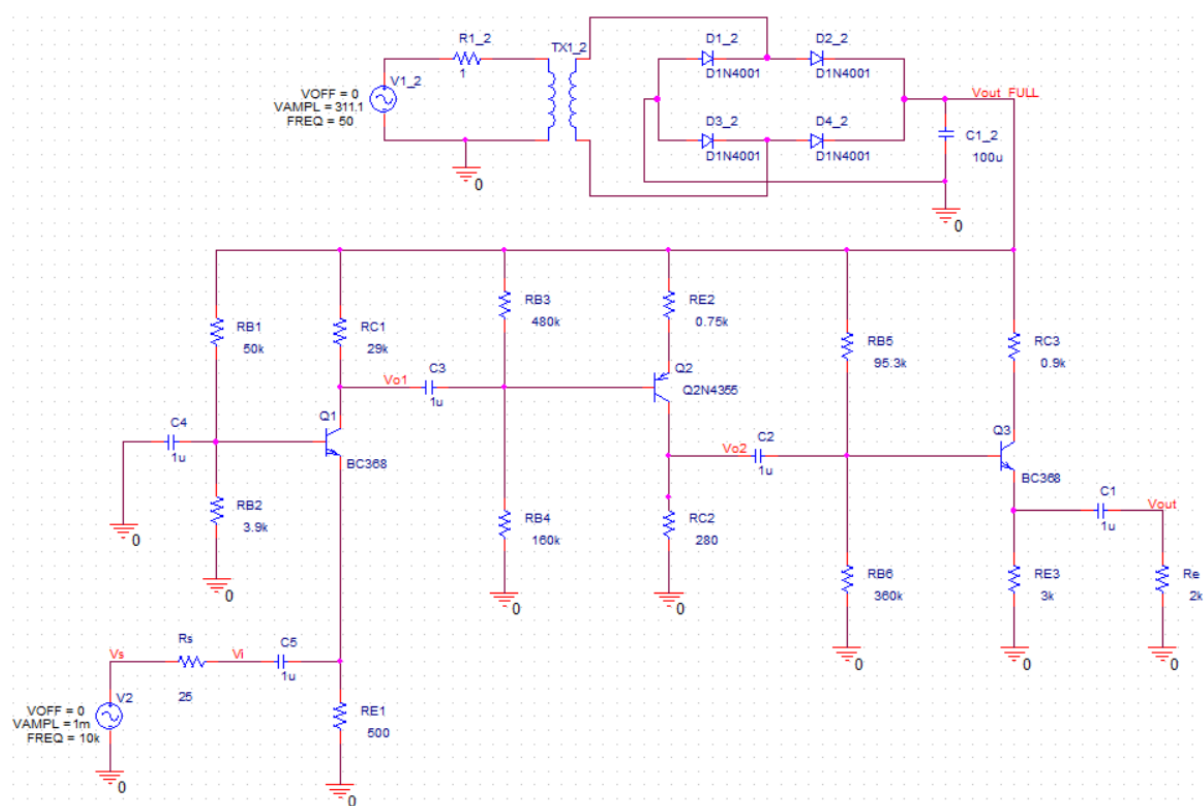 R1_2
1
V1_2
VOFF = 0
VAMPL = 311.1
FREQ = 50
0
TX1_2
D1_2
D1N4001
D2_2
D1N4001
D3_2
D1N4001
D4_2
D1N4001
Vout_FULL
C1_2
100u
0
RB1
50k
RC1
29k
RB3
480k
RE2
0.75k
RB5
95.3k
RC3
0.9k
Vo1
C3
1u
Q2
Q2N4355
C4
1u
Q1
BC368
Q3
BC368
Vo2
C2
1u
RB2
3.9k
0
0
RB4
160k
0
RC2
280
0
RB6
360k
0
C1
1u
Vout
RE3
3k
0
Re
2k
0
Vs
Rs
25
Vi
C5
1u
V2
VOFF = 0
VAMPL = 1m
FREQ = 10k
0
RE1
500
0